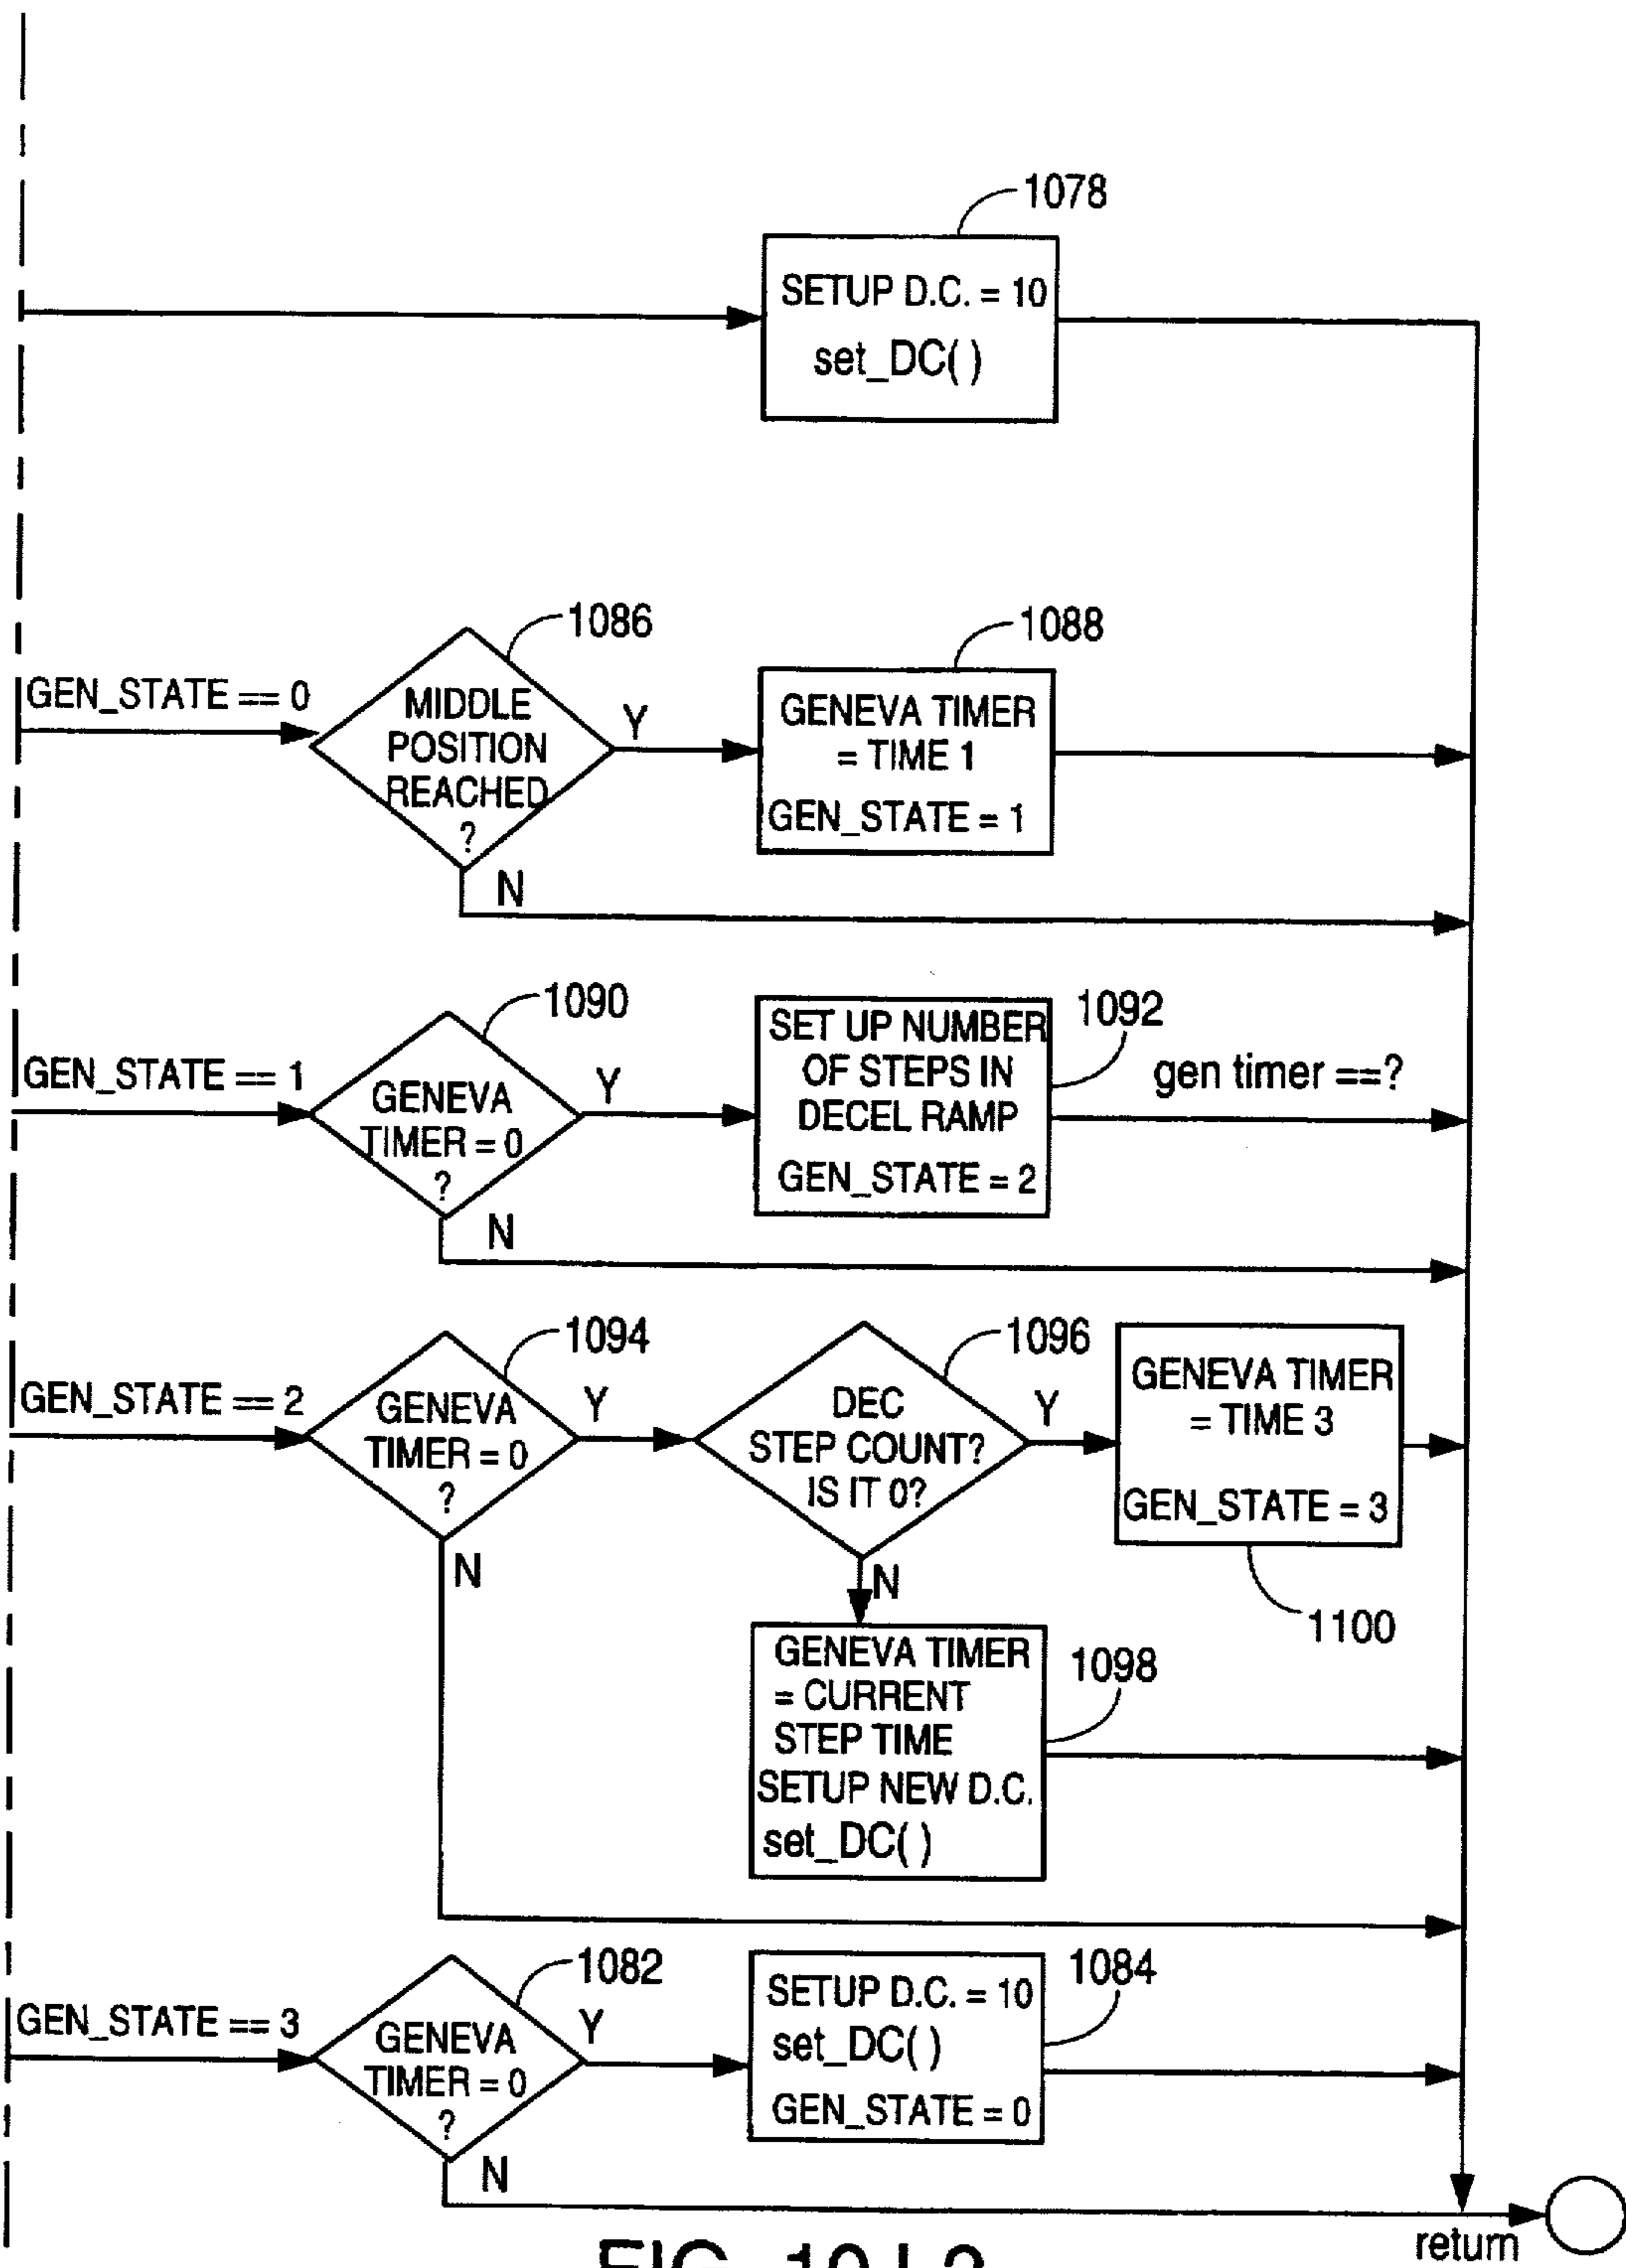 1078
SETUP D.C. = 10
set_DC( )
1086
1088
GEN_STATE == 0
MIDDLE
POSITION
REACHED
?
Y
GENEVA TIMER
= TIME 1
GEN_STATE = 1
N
1090
1092
GEN_STATE == 1
GENEVA
TIMER = 0
?
Y
SET UP NUMBER
OF STEPS IN
DECEL RAMP
GEN_STATE = 2
gen timer ==?
N
1094
1096
GEN_STATE == 2
GENEVA
TIMER = 0
?
Y
DEC
STEP COUNT?
IS IT 0?
Y
GENEVA TIMER
= TIME 3
GEN_STATE = 3
N
N
1100
GENEVA TIMER
= CURRENT
STEP TIME
SETUP NEW D.C.
set_DC( )
1098
1082
1084
GEN_STATE == 3
GENEVA
TIMER = 0
?
Y
SETUP D.C. = 10
set_DC( )
GEN_STATE = 0
N
return